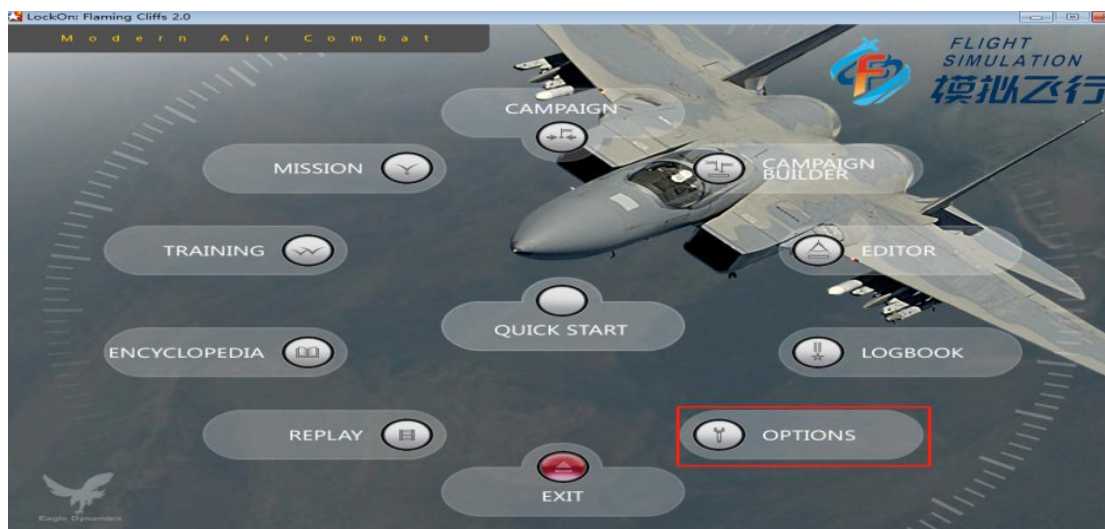 LockOn: Flaming Cliffs 2.0
Modern Air Combat
FLIGHT
SIMULATION
模拟飞行
CAMPAIGN
MISSION
CAMPAIGN
BUILDER
TRAINING
EDITOR
QUICK START
ENCYCLOPEDIA
LOGBOOK
REPLAY
OPTIONS
EXIT
Eagle Dynamics